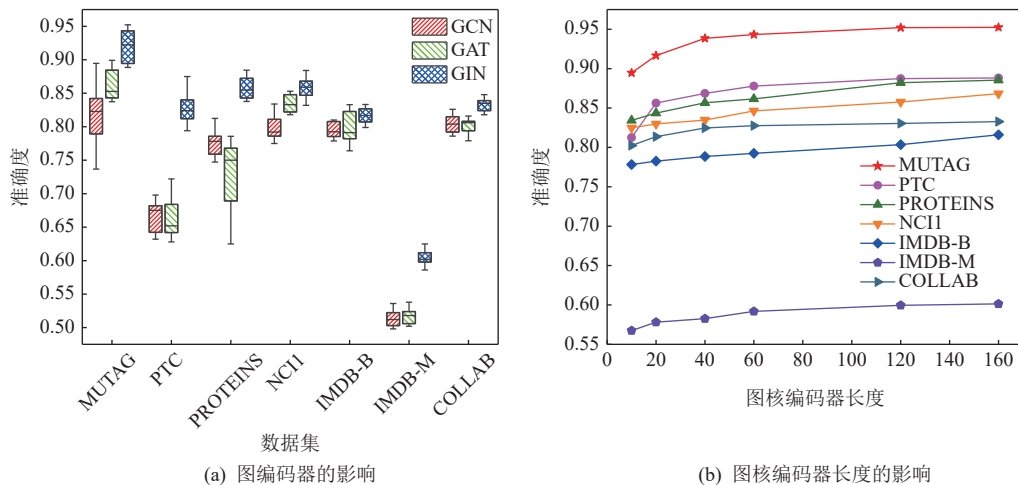 0.95
0.90
0.85
0.80
0.75
0.70
0.65
0.60
0.55
0.50
准确度
GCN
GAT
GIN
MUTAG
PTC
PROTEINS
NCI1
IMDB-B
IMDB-M
COLLAB
数据集
(a) 图编码器的影响
0.95
0.90
0.85
0.80
0.75
0.70
0.65
0.60
0.55
准确度
MUTAG
PTC
PROTEINS
NCI1
IMDB-B
IMDB-M
COLLAB
0 20 40 60 80 100 120 140 160
图核编码器长度
(b) 图核编码器长度的影响